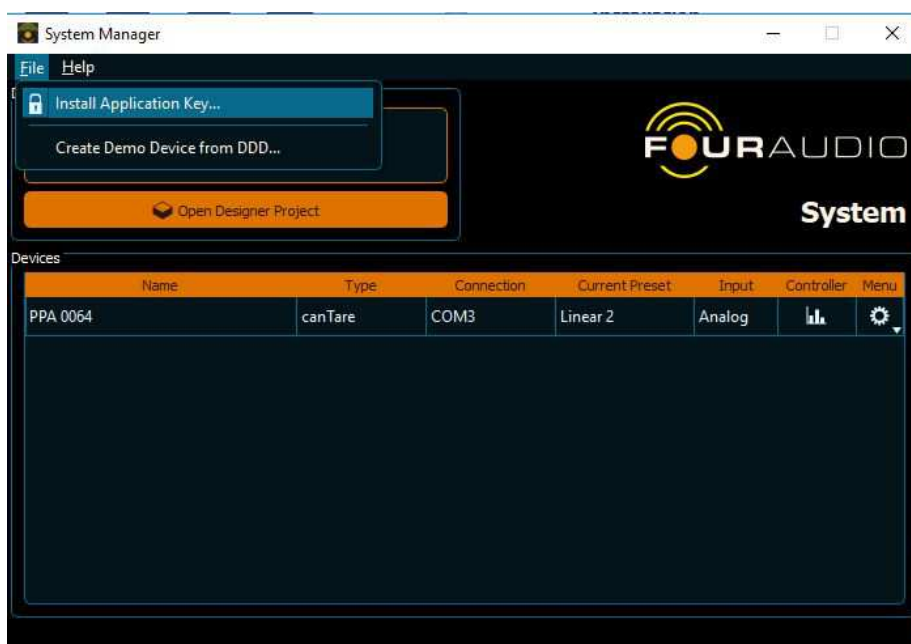 System Manager
File Help
Install Application Key...
Create Demo Device from DDD...
Open Designer Project
FOURAUDIO
System
Devices
Name Type Connection Current Preset Input Controller Menu
PPA 0064 canTare COM3 Linear 2 Analog